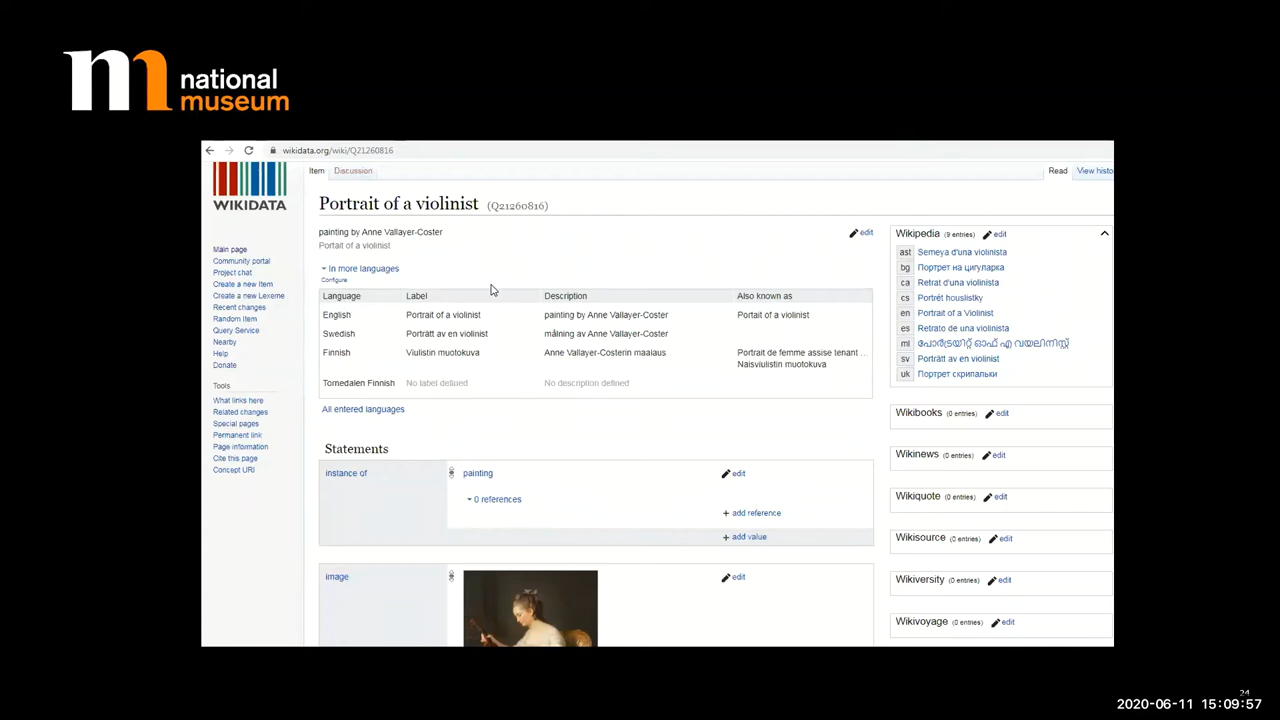 national
museum
wikidata.org/wiki/Q21260816
WIKIDATA
Item Discussion Read View histo
Portrait of a violinist (Q21260816)
painting by Anne Vallayer-Coster edit
Portait of a violinist
In more languages
Configure
Language Label Description Also known as
English Portrait of a violinist painting by Anne Vallayer-Coster Portait of a violinist
Swedish Porträtt av en violinist målning av Anne Vallayer-Coster
Finnish Viulistin muotokuva Anne Vallayer-Costerin maalaus Portrait de femme assise tenant ...
Naisviulistin muotokuva
Tornedalen Finnish No label defined No description defined
All entered languages
Statements
instance of painting edit
0 references
+ add reference
+ add value
image edit
Main page
Community portal
Project chat
Create a new Item
Create a new Lexeme
Recent changes
Random Item
Query Service
Nearby
Help
Donate
Tools
What links here
Related changes
Special pages
Permanent link
Page information
Cite this page
Concept URI
Wikipedia (9 entries) edit
ast Semeya d'una violinista
bg Портрет на цигуларка
ca Retrat d'una violinista
cs Portrét houslistky
en Portrait of a Violinist
es Retrato de una violinista
ml പോർട്രെയിറ്റ് ഓഫ് എ വയലിനിസ്റ്റ്
sv Porträtt av en violinist
uk Портрет скрипальки
Wikibooks (0 entries) edit
Wikinews (0 entries) edit
Wikiquote (0 entries) edit
Wikisource (0 entries) edit
Wikiversity (0 entries) edit
Wikivoyage (0 entries) edit
24
2020-06-11 15:09:57